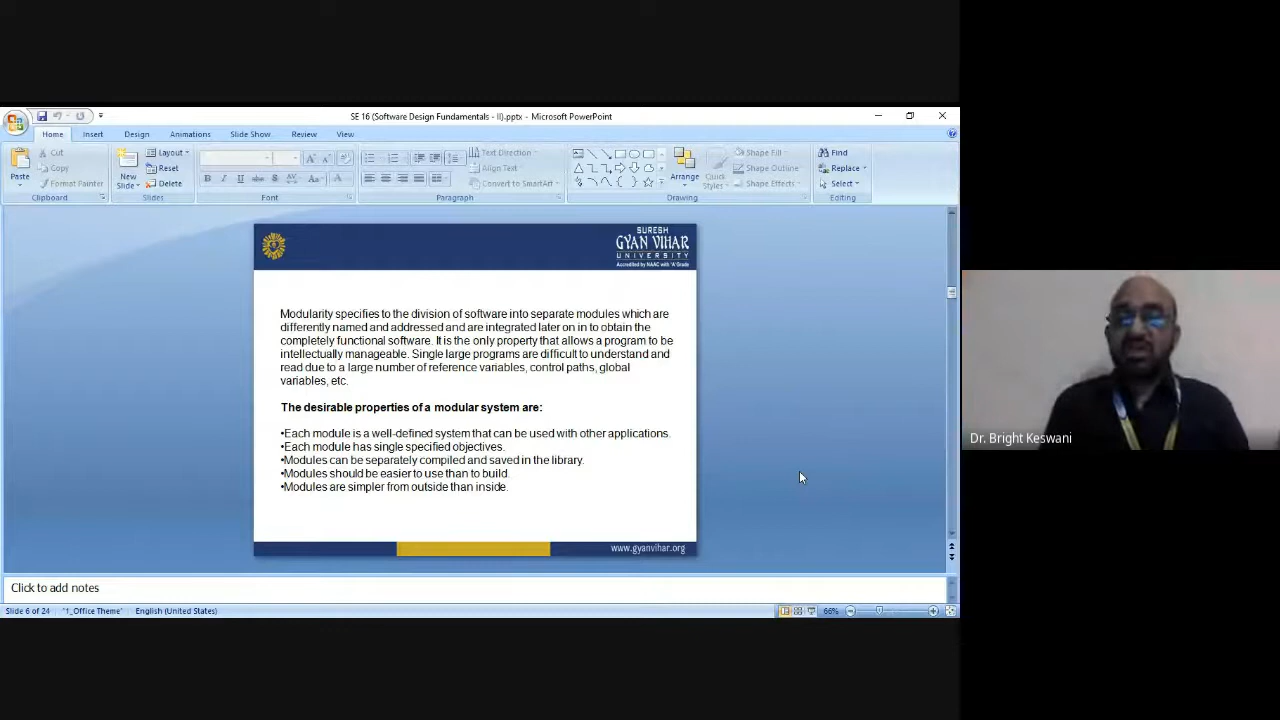 SE 16 (Software Design Fundamentals - II).pptx - Microsoft PowerPoint
Home Insert Design Animations Slide Show Review View
Paste
Cut
Copy
Format Painter
Clipboard
New
Slide
Layout
Reset
Delete
Slides
B I U abc S AV Aa A
Font
Text Direction
Align Text
Convert to SmartArt
Paragraph
Arrange
Quick
Styles
Shape Fill
Shape Outline
Shape Effects
Drawing
Find
Replace
Select
Editing
SURESH
GYAN VIHAR
UNIVERSITY
Accredited by NAAC with 'A' Grade
Modularity specifies to the division of software into separate modules which are
differently named and addressed and are integrated later on in to obtain the
completely functional software. It is the only property that allows a program to be
intellectually manageable. Single large programs are difficult to understand and
read due to a large number of reference variables, control paths, global
variables, etc.
The desirable properties of a modular system are:
•Each module is a well-defined system that can be used with other applications.
•Each module has single specified objectives.
•Modules can be separately compiled and saved in the library.
•Modules should be easier to use than to build.
•Modules are simpler from outside than inside.
www.gyanvihar.org
Dr. Bright Keswani
Click to add notes
Slide 6 of 24 "1_Office Theme" English (United States) 66%